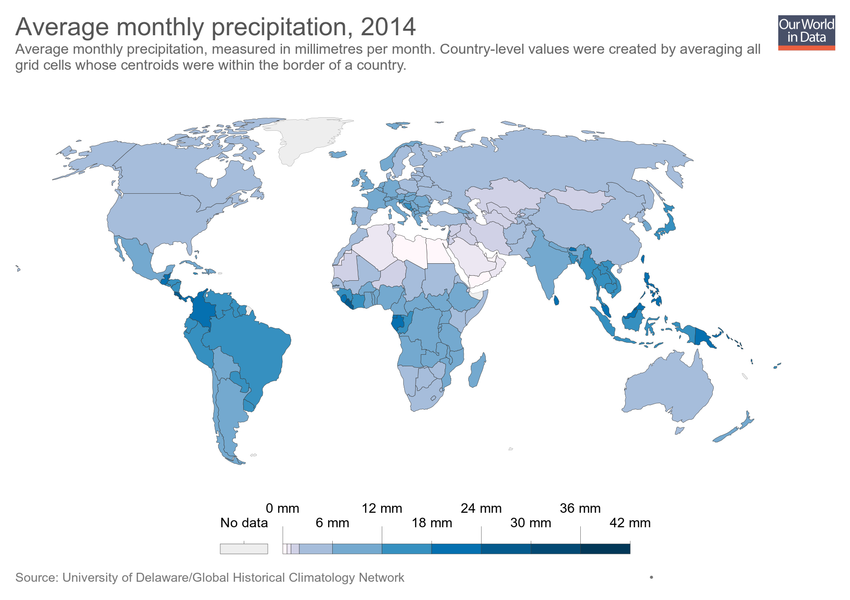 Average monthly precipitation, 2014
Our World
in Data
Average monthly precipitation, measured in millimetres per month. Country-level values were created by averaging all
grid cells whose centroids were within the border of a country.
0 mm 12 mm 24 mm 36 mm
No data 6 mm 18 mm 30 mm 42 mm
Source: University of Delaware/Global Historical Climatology Network